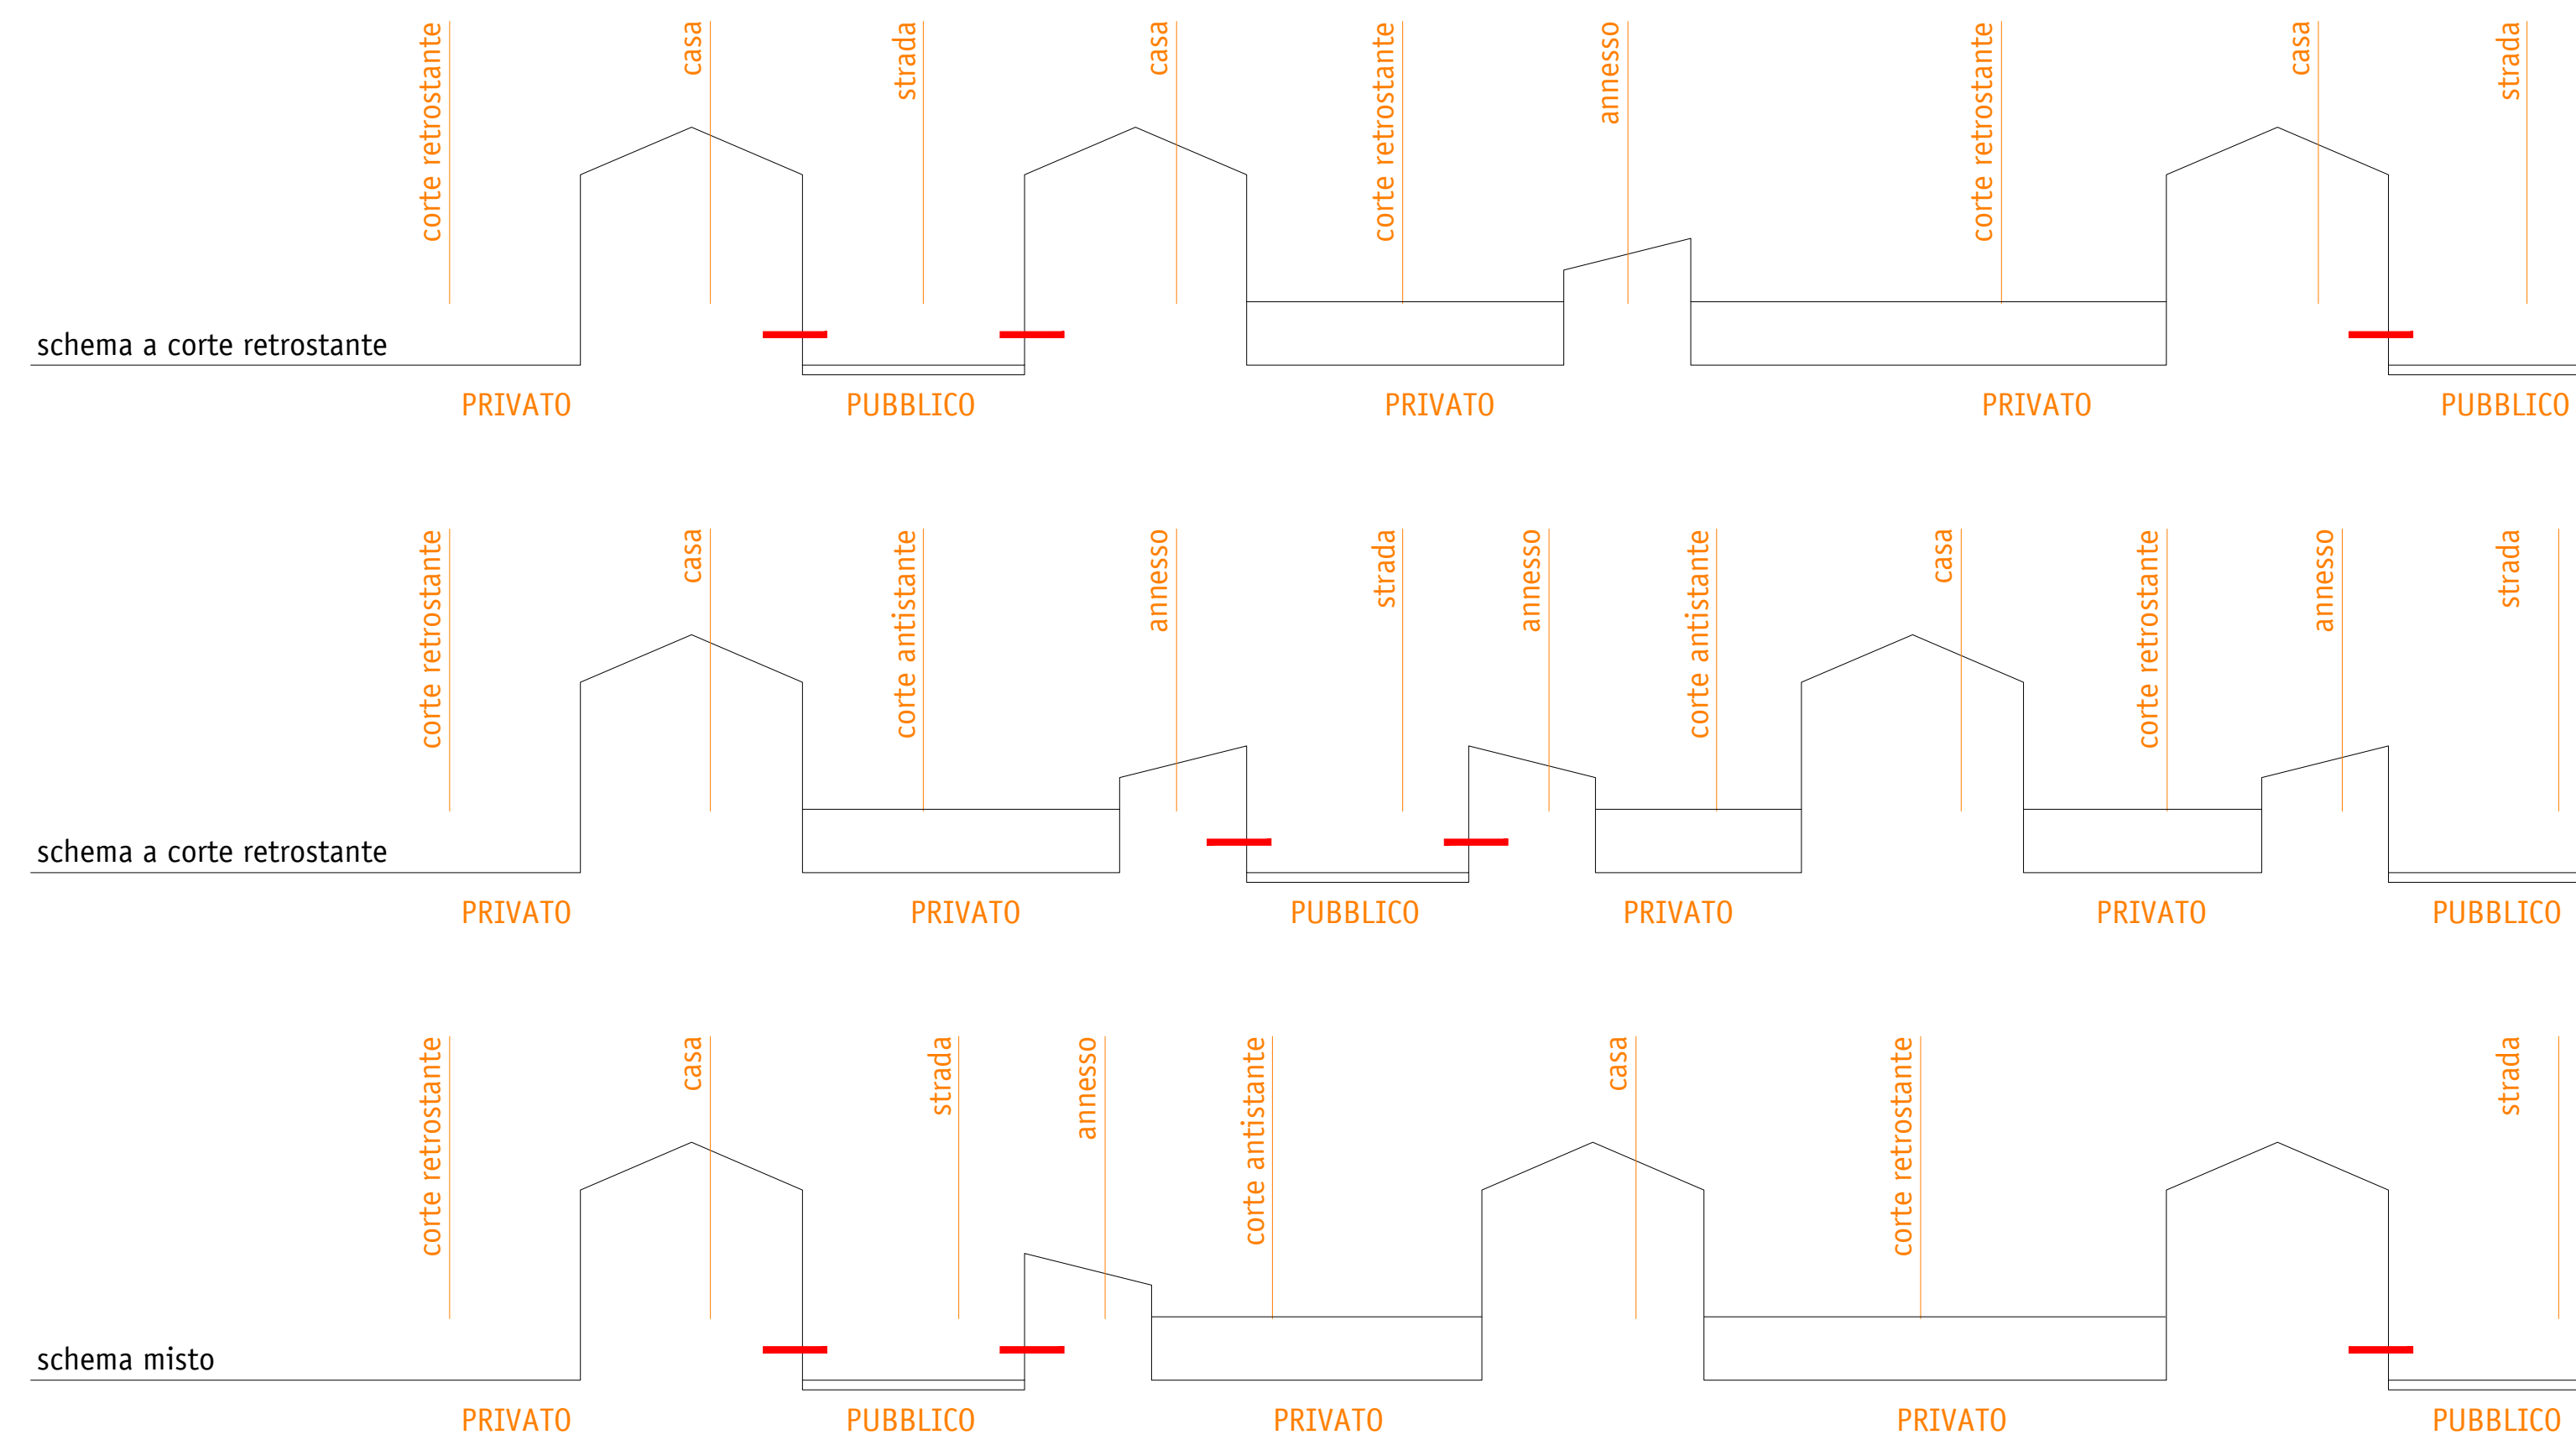 corte retrostante
casa
strada
casa
corte retrostante
annesso
corte retrostante
casa
strada
schema a corte retrostante
PRIVATO
PUBBLICO
PRIVATO
PRIVATO
PUBBLICO
corte retrostante
casa
corte antistante
annesso
strada
annesso
corte antistante
casa
corte retrostante
annesso
strada
schema a corte retrostante
PRIVATO
PRIVATO
PUBBLICO
PRIVATO
PRIVATO
PUBBLICO
corte retrostante
casa
strada
annesso
corte antistante
casa
corte retrostante
strada
schema misto
PRIVATO
PUBBLICO
PRIVATO
PRIVATO
PUBBLICO